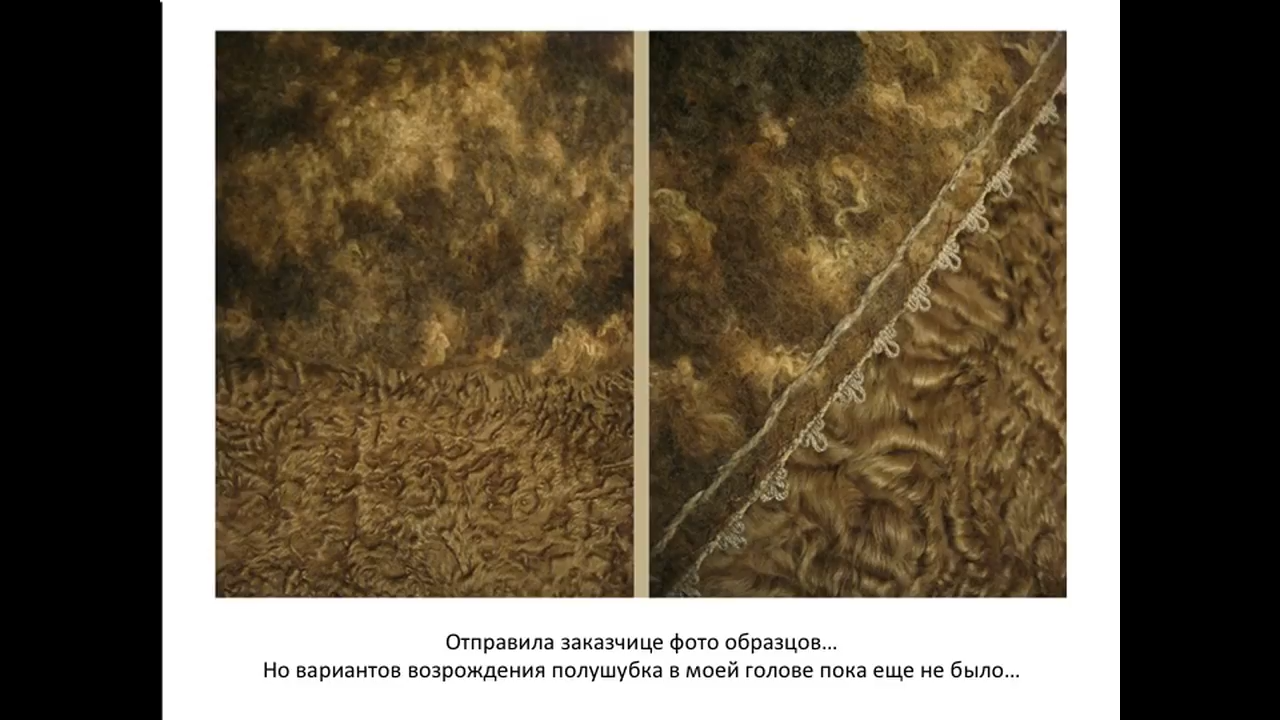 Отправила заказчице фото образцов...
Но вариантов возрождения полушубка в моей голове пока еще не было...